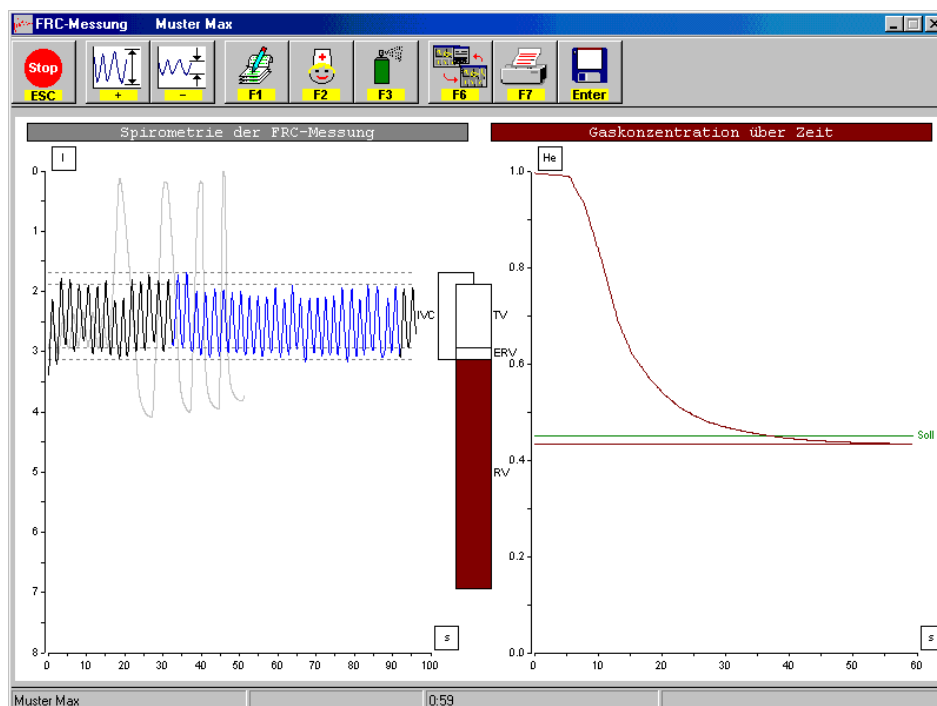 FRC-Messung Muster Max
Stop
ESC
+
-
F1
F2
F3
F6
F7
Enter
Spirometrie der FRC-Messung
l
0
1
2
3
4
5
6
7
8
0 10 20 30 40 50 60 70 80 90 100
s
IVC
TV
ERV
RV
Gaskonzentration über Zeit
He
1.0
0.8
0.6
0.4
0.2
0.0
0 10 20 30 40 50 60
Soll
s
Muster Max 0:59